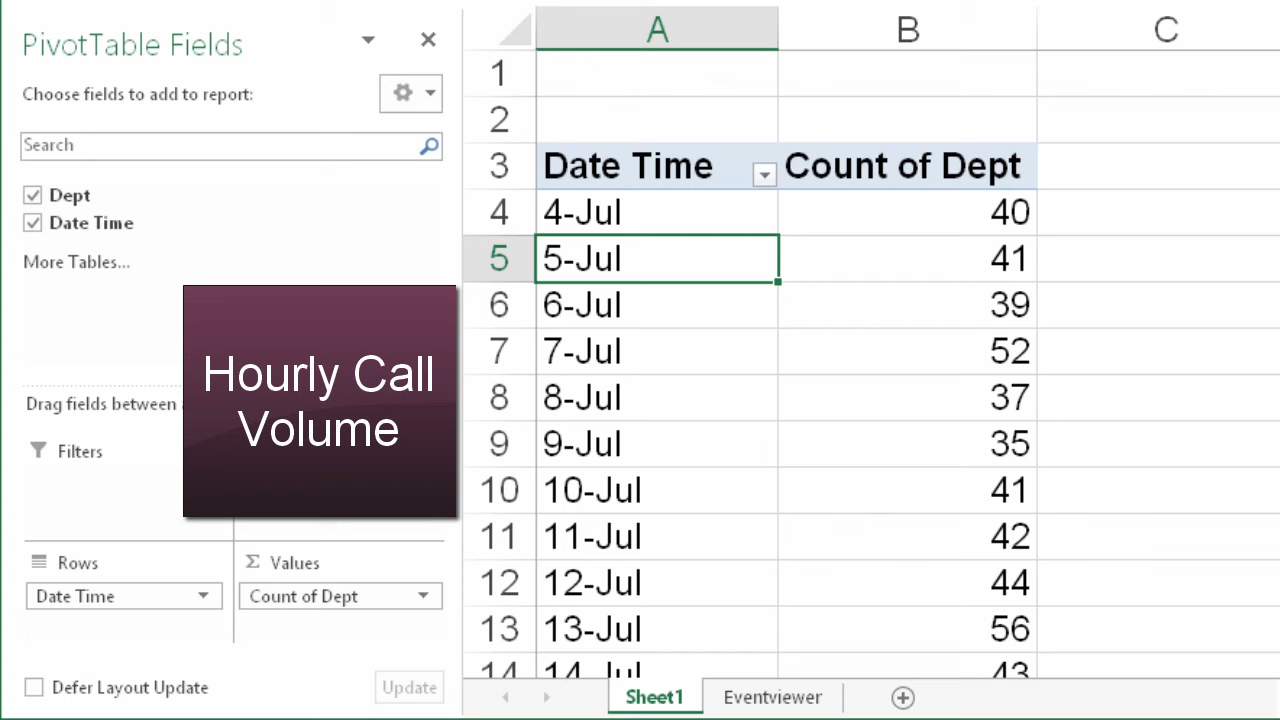 PivotTable Fields
Choose fields to add to report:
Search
Dept
Date Time
More Tables...
Hourly Call
Volume
Drag fields between
Filters
Rows
Σ Values
Date Time
Count of Dept
Defer Layout Update
Update
A B C
1
2
3 Date Time Count of Dept
4 4-Jul 40
5 5-Jul 41
6 6-Jul 39
7 7-Jul 52
8 8-Jul 37
9 9-Jul 35
10 10-Jul 41
11 11-Jul 42
12 12-Jul 44
13 13-Jul 56
14 14-Jul 43
Sheet1 Eventviewer